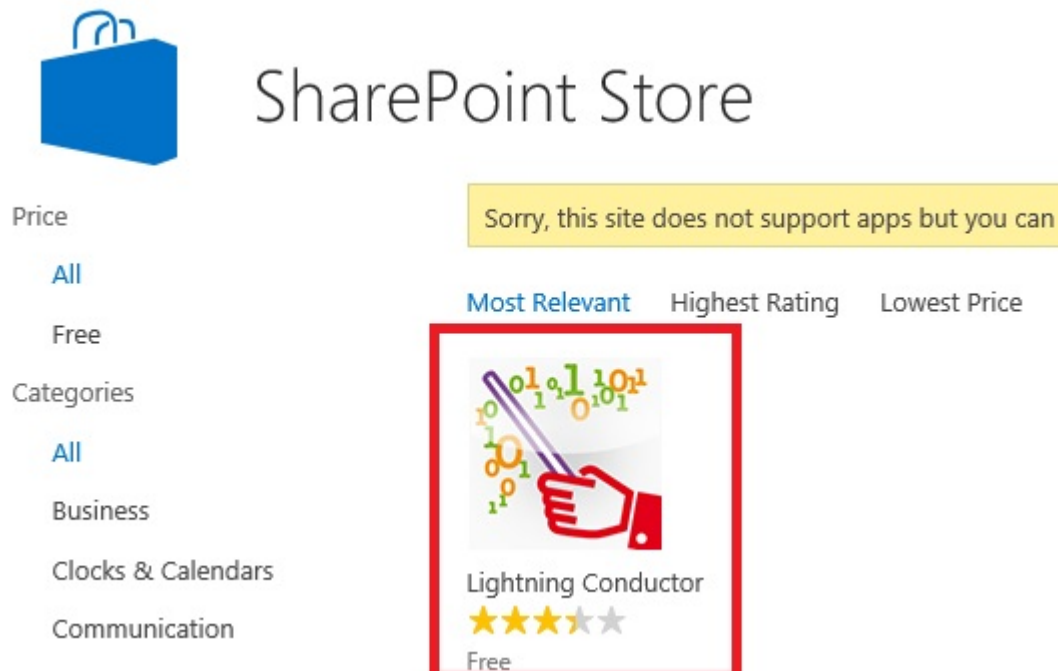 SharePoint Store
Price
All
Free
Categories
All
Business
Clocks & Calendars
Communication
Sorry, this site does not support apps but you can
Most Relevant Highest Rating Lowest Price
Lightning Conductor
Free